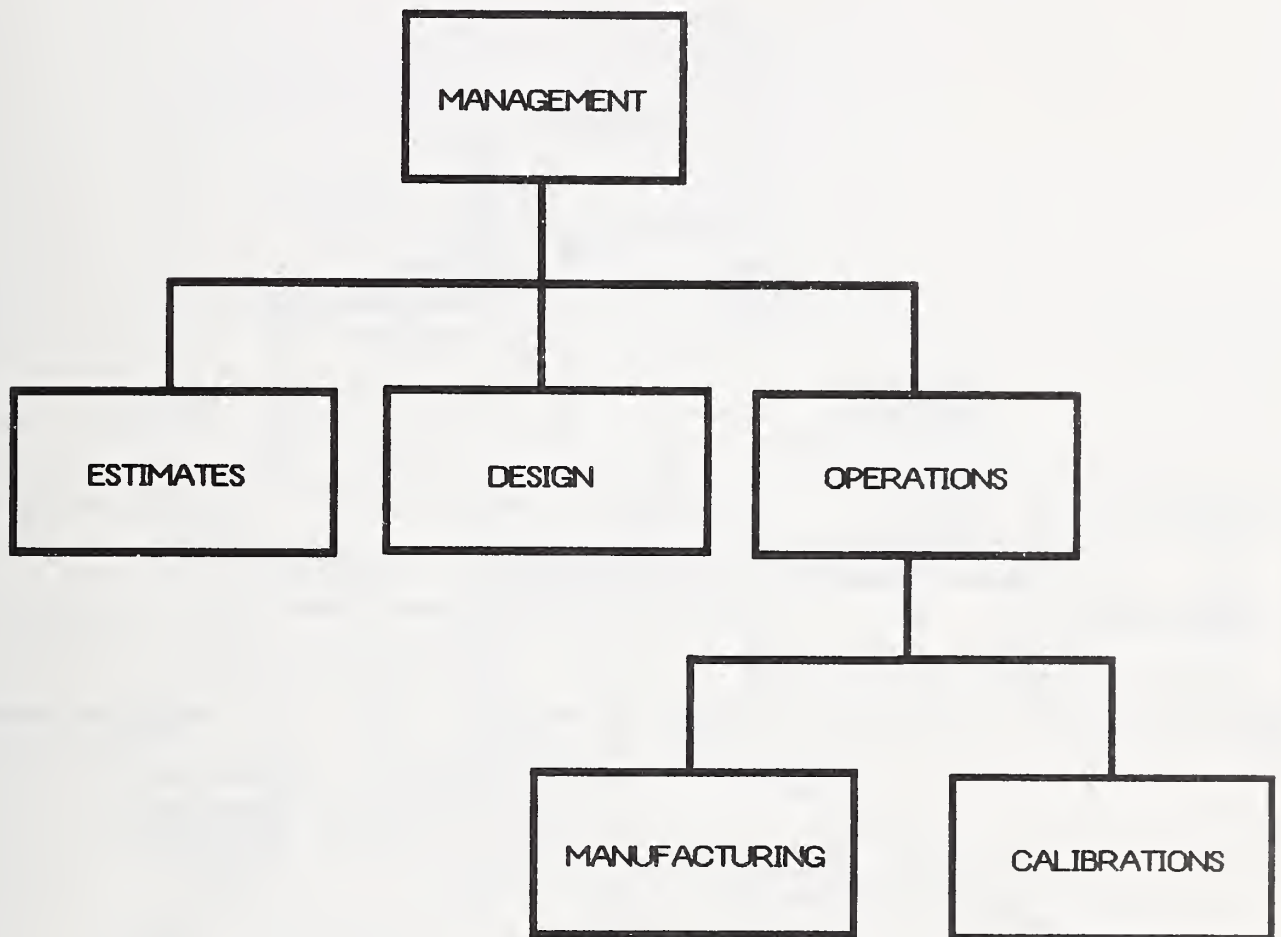 MANAGEMENT
ESTIMATES
DESIGN
OPERATIONS
MANUFACTURING
CALIBRATIONS